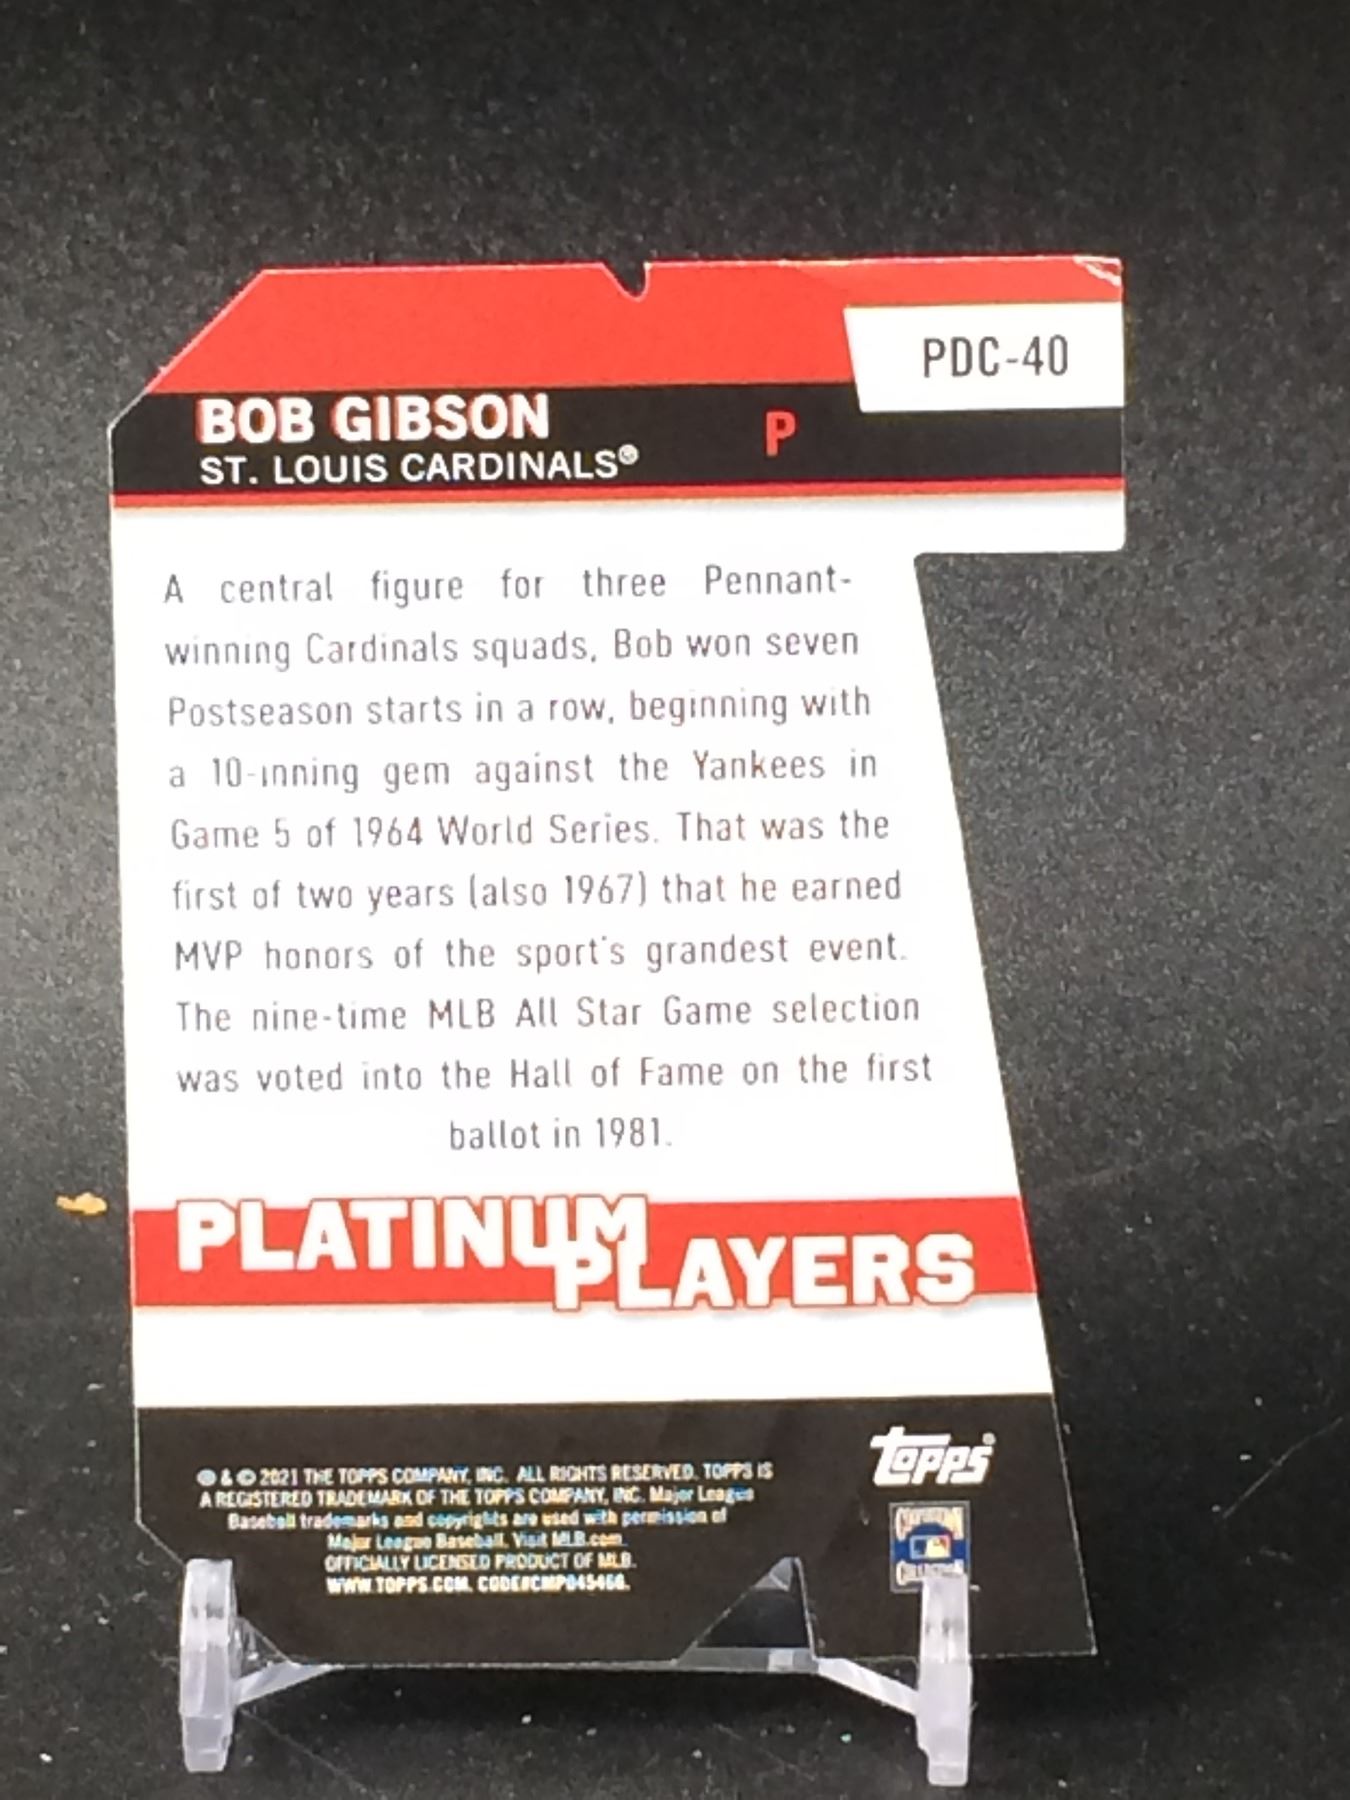 PDC-40
BOB GIBSON
P
ST. LOUIS CARDINALS®
A central figure for three Pennant-
winning Cardinals squads, Bob won seven
Postseason starts in a row, beginning with
a 10-inning gem against the Yankees in
Game 5 of 1964 World Series. That was the
first of two years (also 1967) that he earned
MVP honors of the sport's grandest event.
The nine-time MLB All Star Game selection
was voted into the Hall of Fame on the first
ballot in 1981.
PLATINUM
PLAYERS
® & © 2021 THE TOPPS COMPANY, INC. ALL RIGHTS RESERVED. TOPPS IS
A REGISTERED TRADEMARK OF THE TOPPS COMPANY, INC. Major League
Baseball trademarks and copyrights are used with permission of
Major League Baseball. Visit MLB.com.
OFFICIALLY LICENSED PRODUCT OF MLB.
WWW.TOPPS.COM. CODE#CMP045468.
Topps®
COOPERSTOWN
COLLECTION